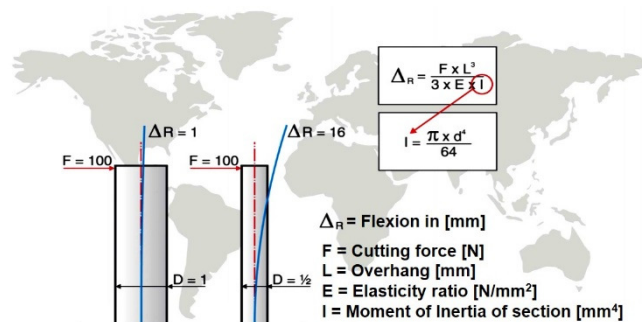 ΔR = F x L³ / 3 x E x I
I = π x d⁴ / 64
ΔR = 1
ΔR = 16
F = 100
F = 100
D = 1
D = ½
ΔR = Flexion in [mm]
F = Cutting force [N]
L = Overhang [mm]
E = Elasticity ratio [N/mm²]
I = Moment of Inertia of section [mm⁴]